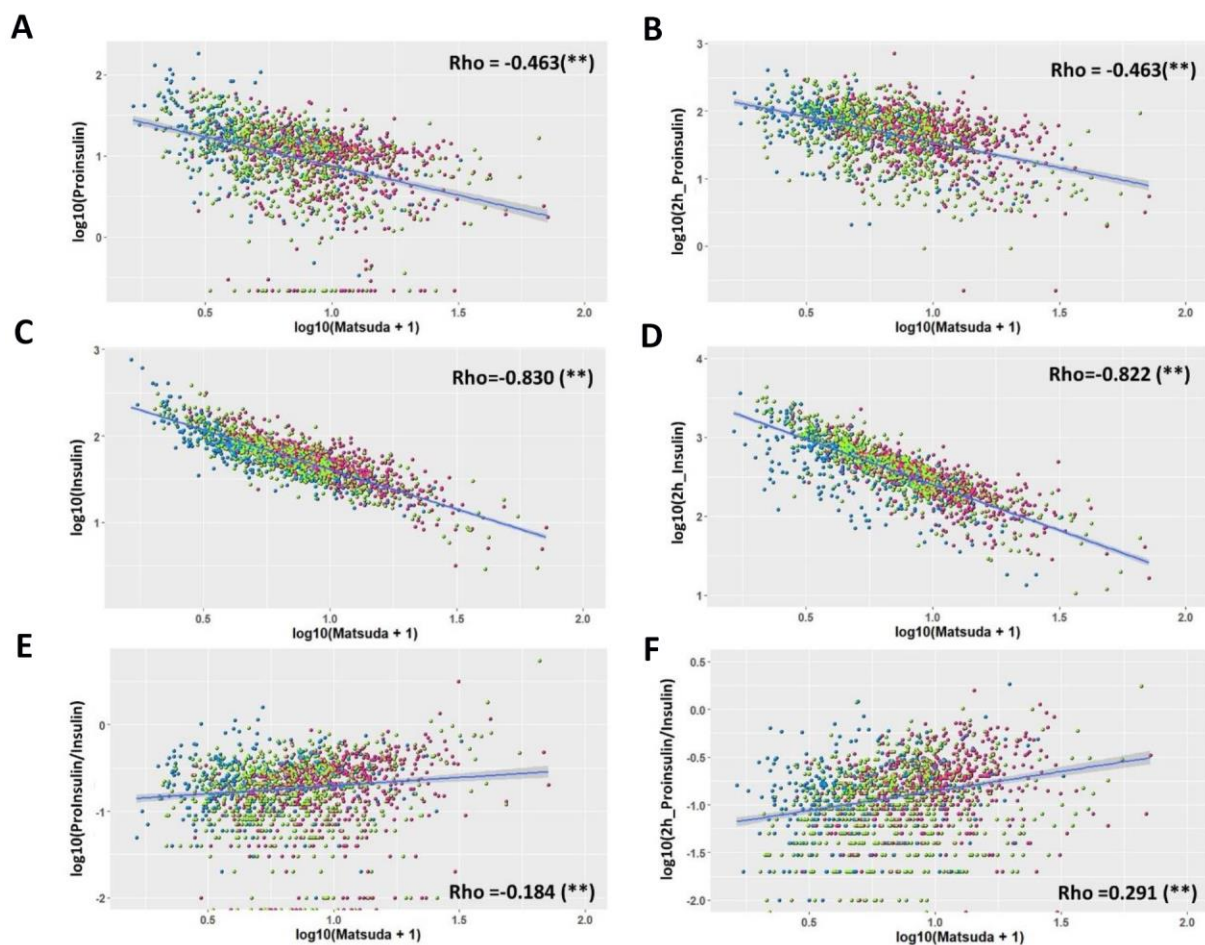 A
Rho = -0.463(**)
log10(Proinsulin)
2
1
0
0.5
1.0
1.5
2.0
log10(Matsuda + 1)
B
Rho = -0.463(**)
log10(2h_Proinsulin)
3
2
1
0
0.5
1.0
1.5
2.0
log10(Matsuda + 1)
C
Rho=-0.830 (**)
log10(Insulin)
3
2
1
0.5
1.0
1.5
2.0
log10(Matsuda + 1)
D
Rho=-0.822 (**)
log10(2h_Insulin)
4
3
2
1
0.5
1.0
1.5
2.0
log10(Matsuda + 1)
E
log10(ProInsulin/Insulin)
0
-1
-2
Rho =-0.184 (**)
0.5
1.0
1.5
2.0
log10(Matsuda + 1)
F
log10(2h_Proinsulin/Insulin)
0.5
0.0
-0.5
-1.0
-1.5
-2.0
Rho =0.291 (**)
0.5
1.0
1.5
2.0
log10(Matsuda + 1)